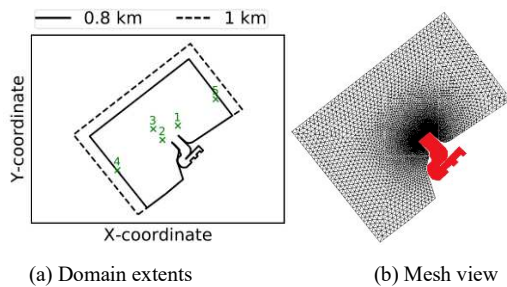 0.8 km
1 km
5
1
3
2
4
Y-coordinate
X-coordinate
(a) Domain extents
(b) Mesh view